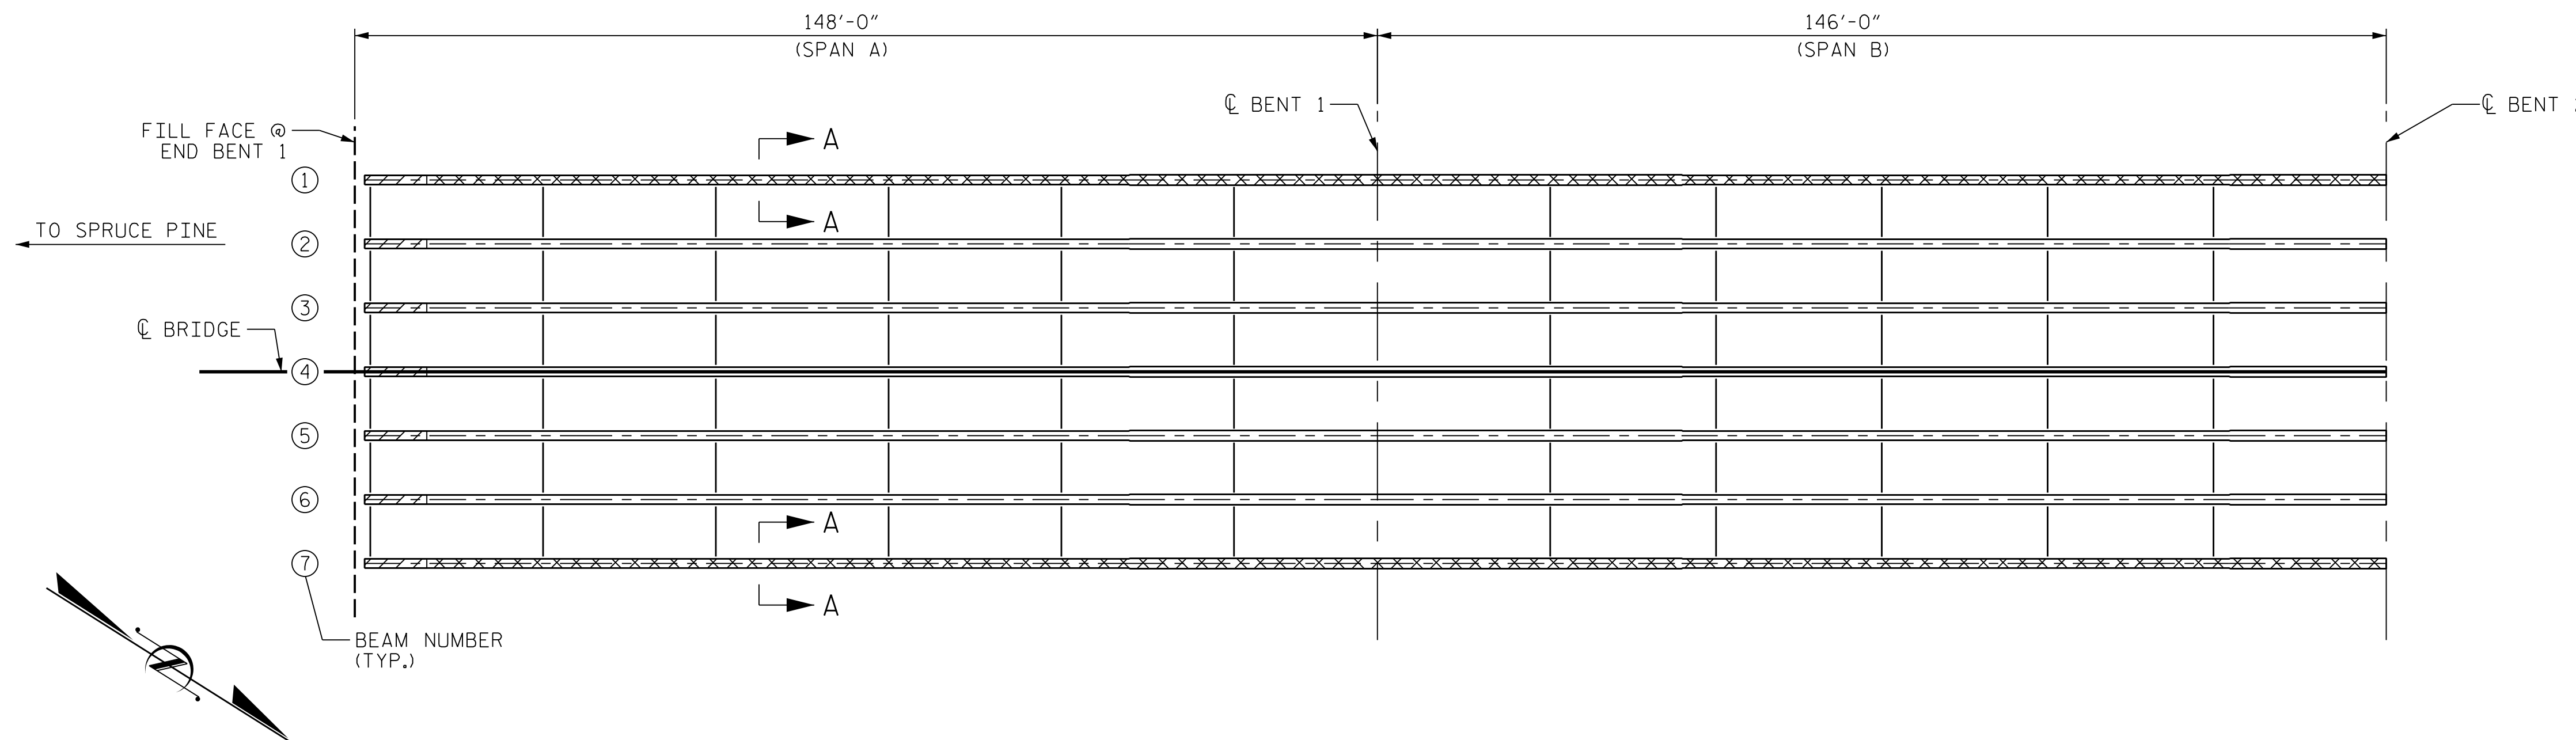 148'-0"
(SPAN A)
146'-0"
(SPAN B)
℄ BENT 1
℄ BENT
FILL FACE @
END BENT 1
A
A
TO SPRUCE PINE
℄ BRIDGE
1
2
3
4
5
6
7
A
A
BEAM NUMBER
(TYP.)
N